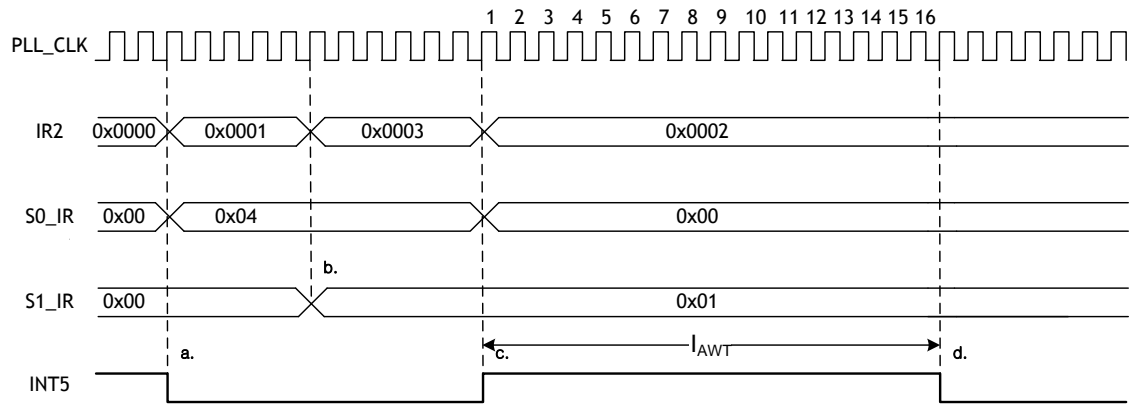 1 2 3 4 5 6 7 8 9 10 11 12 13 14 15 16
PLL_CLK
IR2 0x0000 0x0001 0x0003 0x0002
S0_IR 0x00 0x04 0x00
b.
S1_IR 0x00 0x01
a. c. IAWT d.
INT5